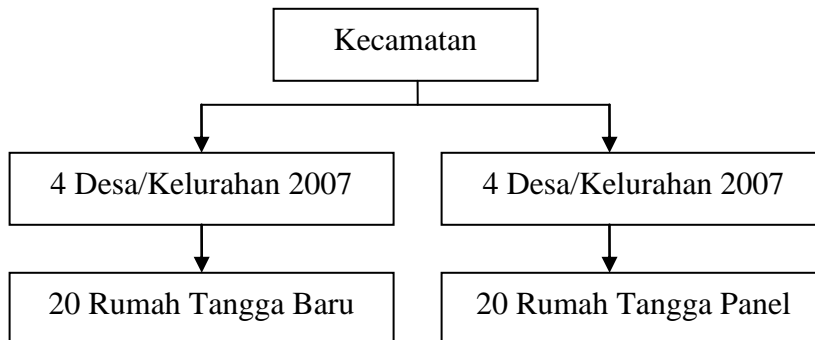 Kecamatan
4 Desa/Kelurahan 2007
4 Desa/Kelurahan 2007
20 Rumah Tangga Baru
20 Rumah Tangga Panel